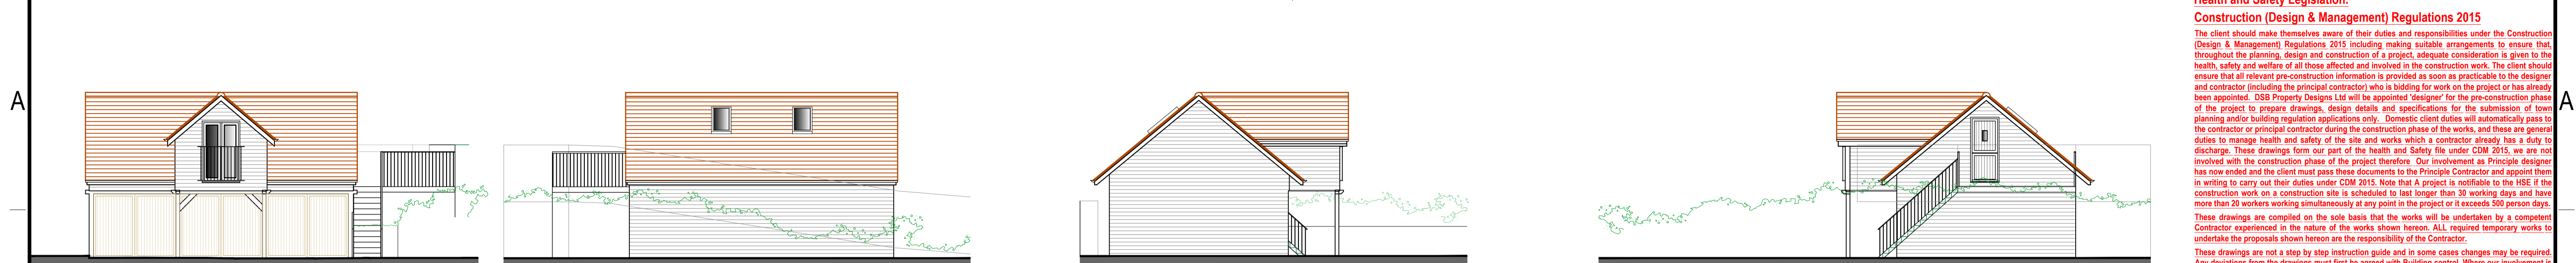 A
Health and Safety Legislation.
Construction (Design & Management) Regulations 2015
The client should make themselves aware of their duties and responsibilities under the Construction
(Design & Management) Regulations 2015 including making suitable arrangements to ensure that,
throughout the planning, design and construction of a project, adequate consideration is given to the
health, safety and welfare of all those affected and involved in the construction work. The client should
ensure that all relevant pre-construction information is provided as soon as practicable to the designer
and contractor (including the principal contractor) who is bidding for work on the project or has already
been appointed. DSB Property Designs Ltd will be appointed 'designer' for the pre-construction phase
of the project to prepare drawings, design details and specifications for the submission of town
planning and/or building regulation applications only. Domestic client duties will automatically pass to
the contractor or principal contractor during the construction phase of the works, and these are general
duties to manage health and safety of the site and works which a contractor already has a duty to
discharge. These drawings form our part of the health and Safety file under CDM 2015, we are not
involved with the construction phase of the project therefore Our involvement as Principle designer
has now ended and the client must pass these documents to the Principle Contractor and appoint them
in writing to carry out their duties under CDM 2015. Note that A project is notifiable to the HSE if the
construction work on a construction site is scheduled to last longer than 30 working days and have
more than 20 workers working simultaneously at any point in the project or it exceeds 500 person days.
These drawings are compiled on the sole basis that the works will be undertaken by a competent
Contractor experienced in the nature of the works shown hereon. ALL required temporary works to
undertake the proposals shown hereon are the responsibility of the Contractor.
These drawings are not a step by step instruction guide and in some cases changes may be required.
Any deviations from the drawings must first be agreed with Building control. Where our involvement is
A